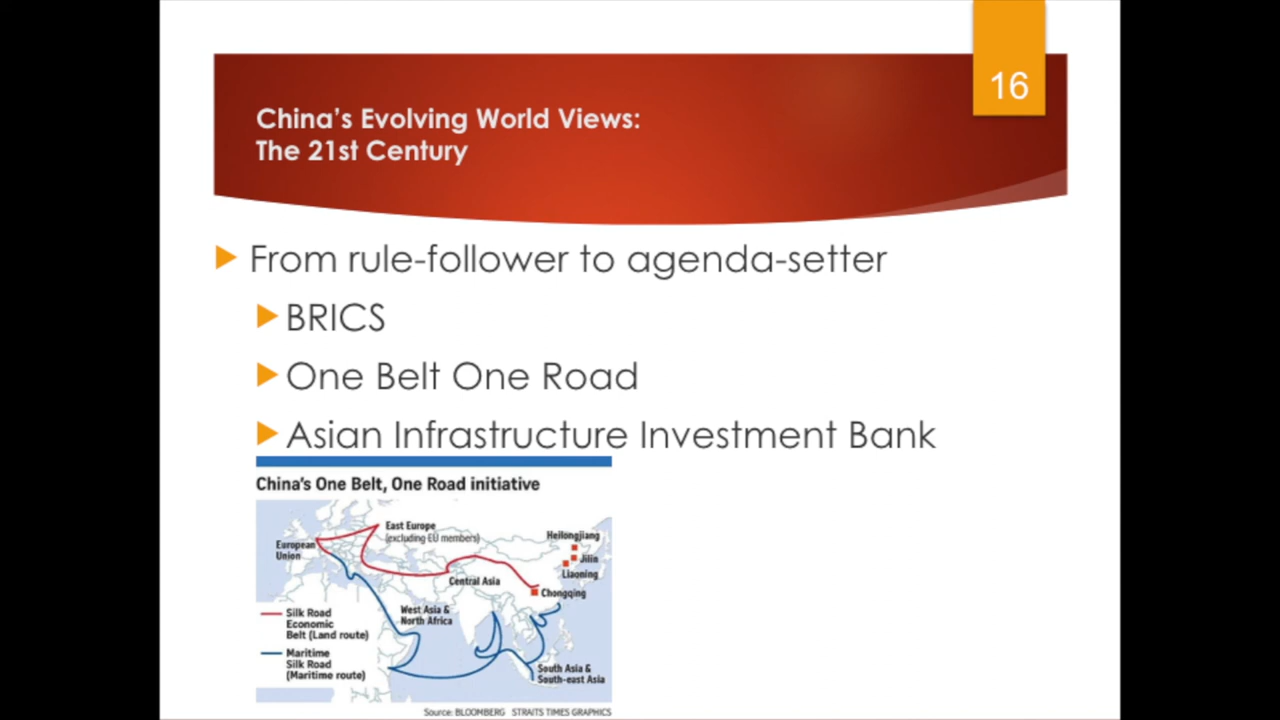 16
China's Evolving World Views:
The 21st Century
From rule-follower to agenda-setter
BRICS
One Belt One Road
Asian Infrastructure Investment Bank
China's One Belt, One Road initiative
East Europe
(excluding EU members)
European
Union
Heilongjiang
Jilin
Liaoning
Central Asia
Chongqing
West Asia &
North Africa
Silk Road
Economic
Belt (Land route)
Maritime
Silk Road
(Maritime route)
South Asia &
South-east Asia
Source: BLOOMBERG STRAITS TIMES GRAPHICS